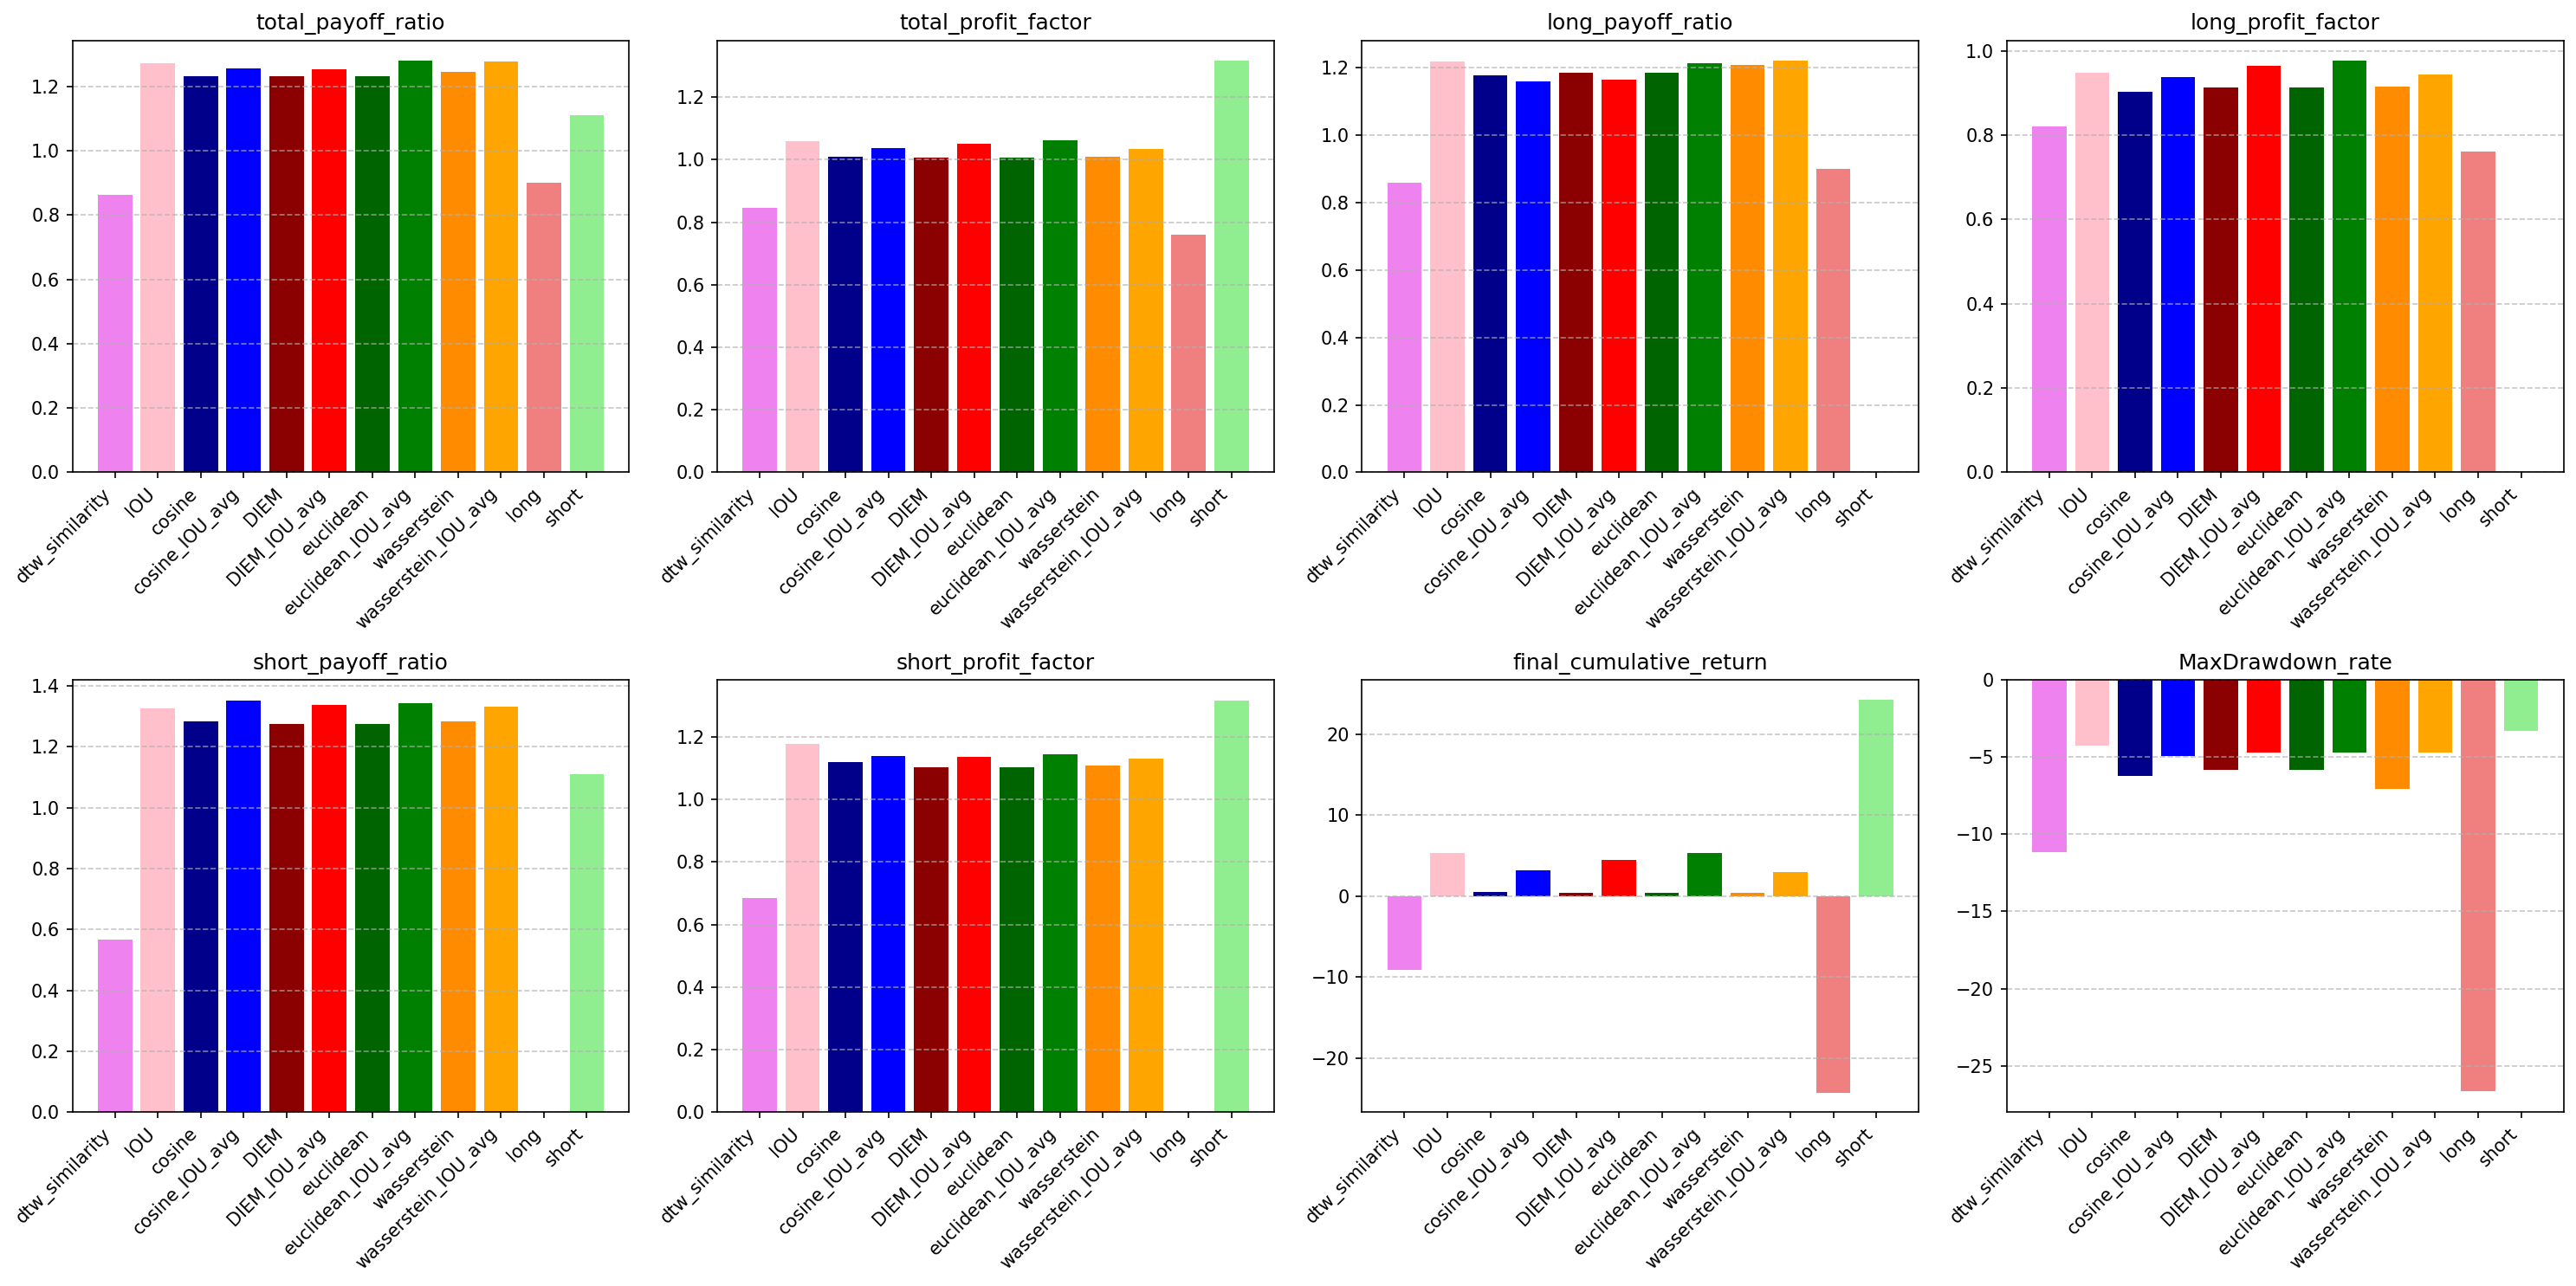 total_payoff_ratio
1.2
1.0
0.8
0.6
0.4
0.2
0.0
dtw_similarity
IOU
cosine
cosine_IOU_avg
DIEM
DIEM_IOU_avg
euclidean
euclidean_IOU_avg
wasserstein
wasserstein_IOU_avg
long
short
total_profit_factor
1.2
1.0
0.8
0.6
0.4
0.2
0.0
dtw_similarity
IOU
cosine
cosine_IOU_avg
DIEM
DIEM_IOU_avg
euclidean
euclidean_IOU_avg
wasserstein
wasserstein_IOU_avg
long
short
long_payoff_ratio
1.2
1.0
0.8
0.6
0.4
0.2
0.0
dtw_similarity
IOU
cosine
cosine_IOU_avg
DIEM
DIEM_IOU_avg
euclidean
euclidean_IOU_avg
wasserstein
wasserstein_IOU_avg
long
short
long_profit_factor
1.0
0.8
0.6
0.4
0.2
0.0
dtw_similarity
IOU
cosine
cosine_IOU_avg
DIEM
DIEM_IOU_avg
euclidean
euclidean_IOU_avg
wasserstein
wasserstein_IOU_avg
long
short
short_payoff_ratio
1.4
1.2
1.0
0.8
0.6
0.4
0.2
0.0
dtw_similarity
IOU
cosine
cosine_IOU_avg
DIEM
DIEM_IOU_avg
euclidean
euclidean_IOU_avg
wasserstein
wasserstein_IOU_avg
long
short
short_profit_factor
1.2
1.0
0.8
0.6
0.4
0.2
0.0
dtw_similarity
IOU
cosine
cosine_IOU_avg
DIEM
DIEM_IOU_avg
euclidean
euclidean_IOU_avg
wasserstein
wasserstein_IOU_avg
long
short
final_cumulative_return
20
10
0
−10
−20
dtw_similarity
IOU
cosine
cosine_IOU_avg
DIEM
DIEM_IOU_avg
euclidean
euclidean_IOU_avg
wasserstein
wasserstein_IOU_avg
long
short
MaxDrawdown_rate
0
−5
−10
−15
−20
−25
dtw_similarity
IOU
cosine
cosine_IOU_avg
DIEM
DIEM_IOU_avg
euclidean
euclidean_IOU_avg
wasserstein
wasserstein_IOU_avg
long
short